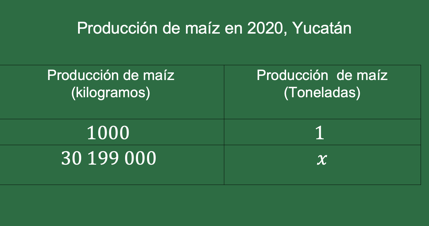 Producción de maíz en 2020, Yucatán
Producción de maíz Producción de maíz
(kilogramos) (Toneladas)
1000 1
30 199 000 x